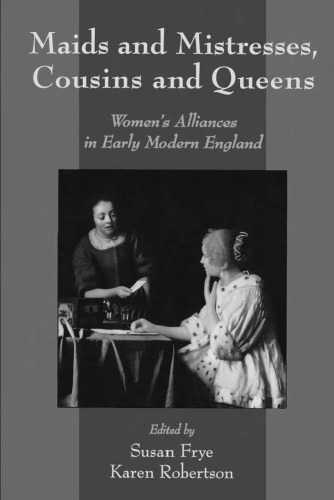 Maids and Mistresses,
Cousins and Queens
Women's Alliances
in Early Modern England
Edited by
Susan Frye
Karen Robertson